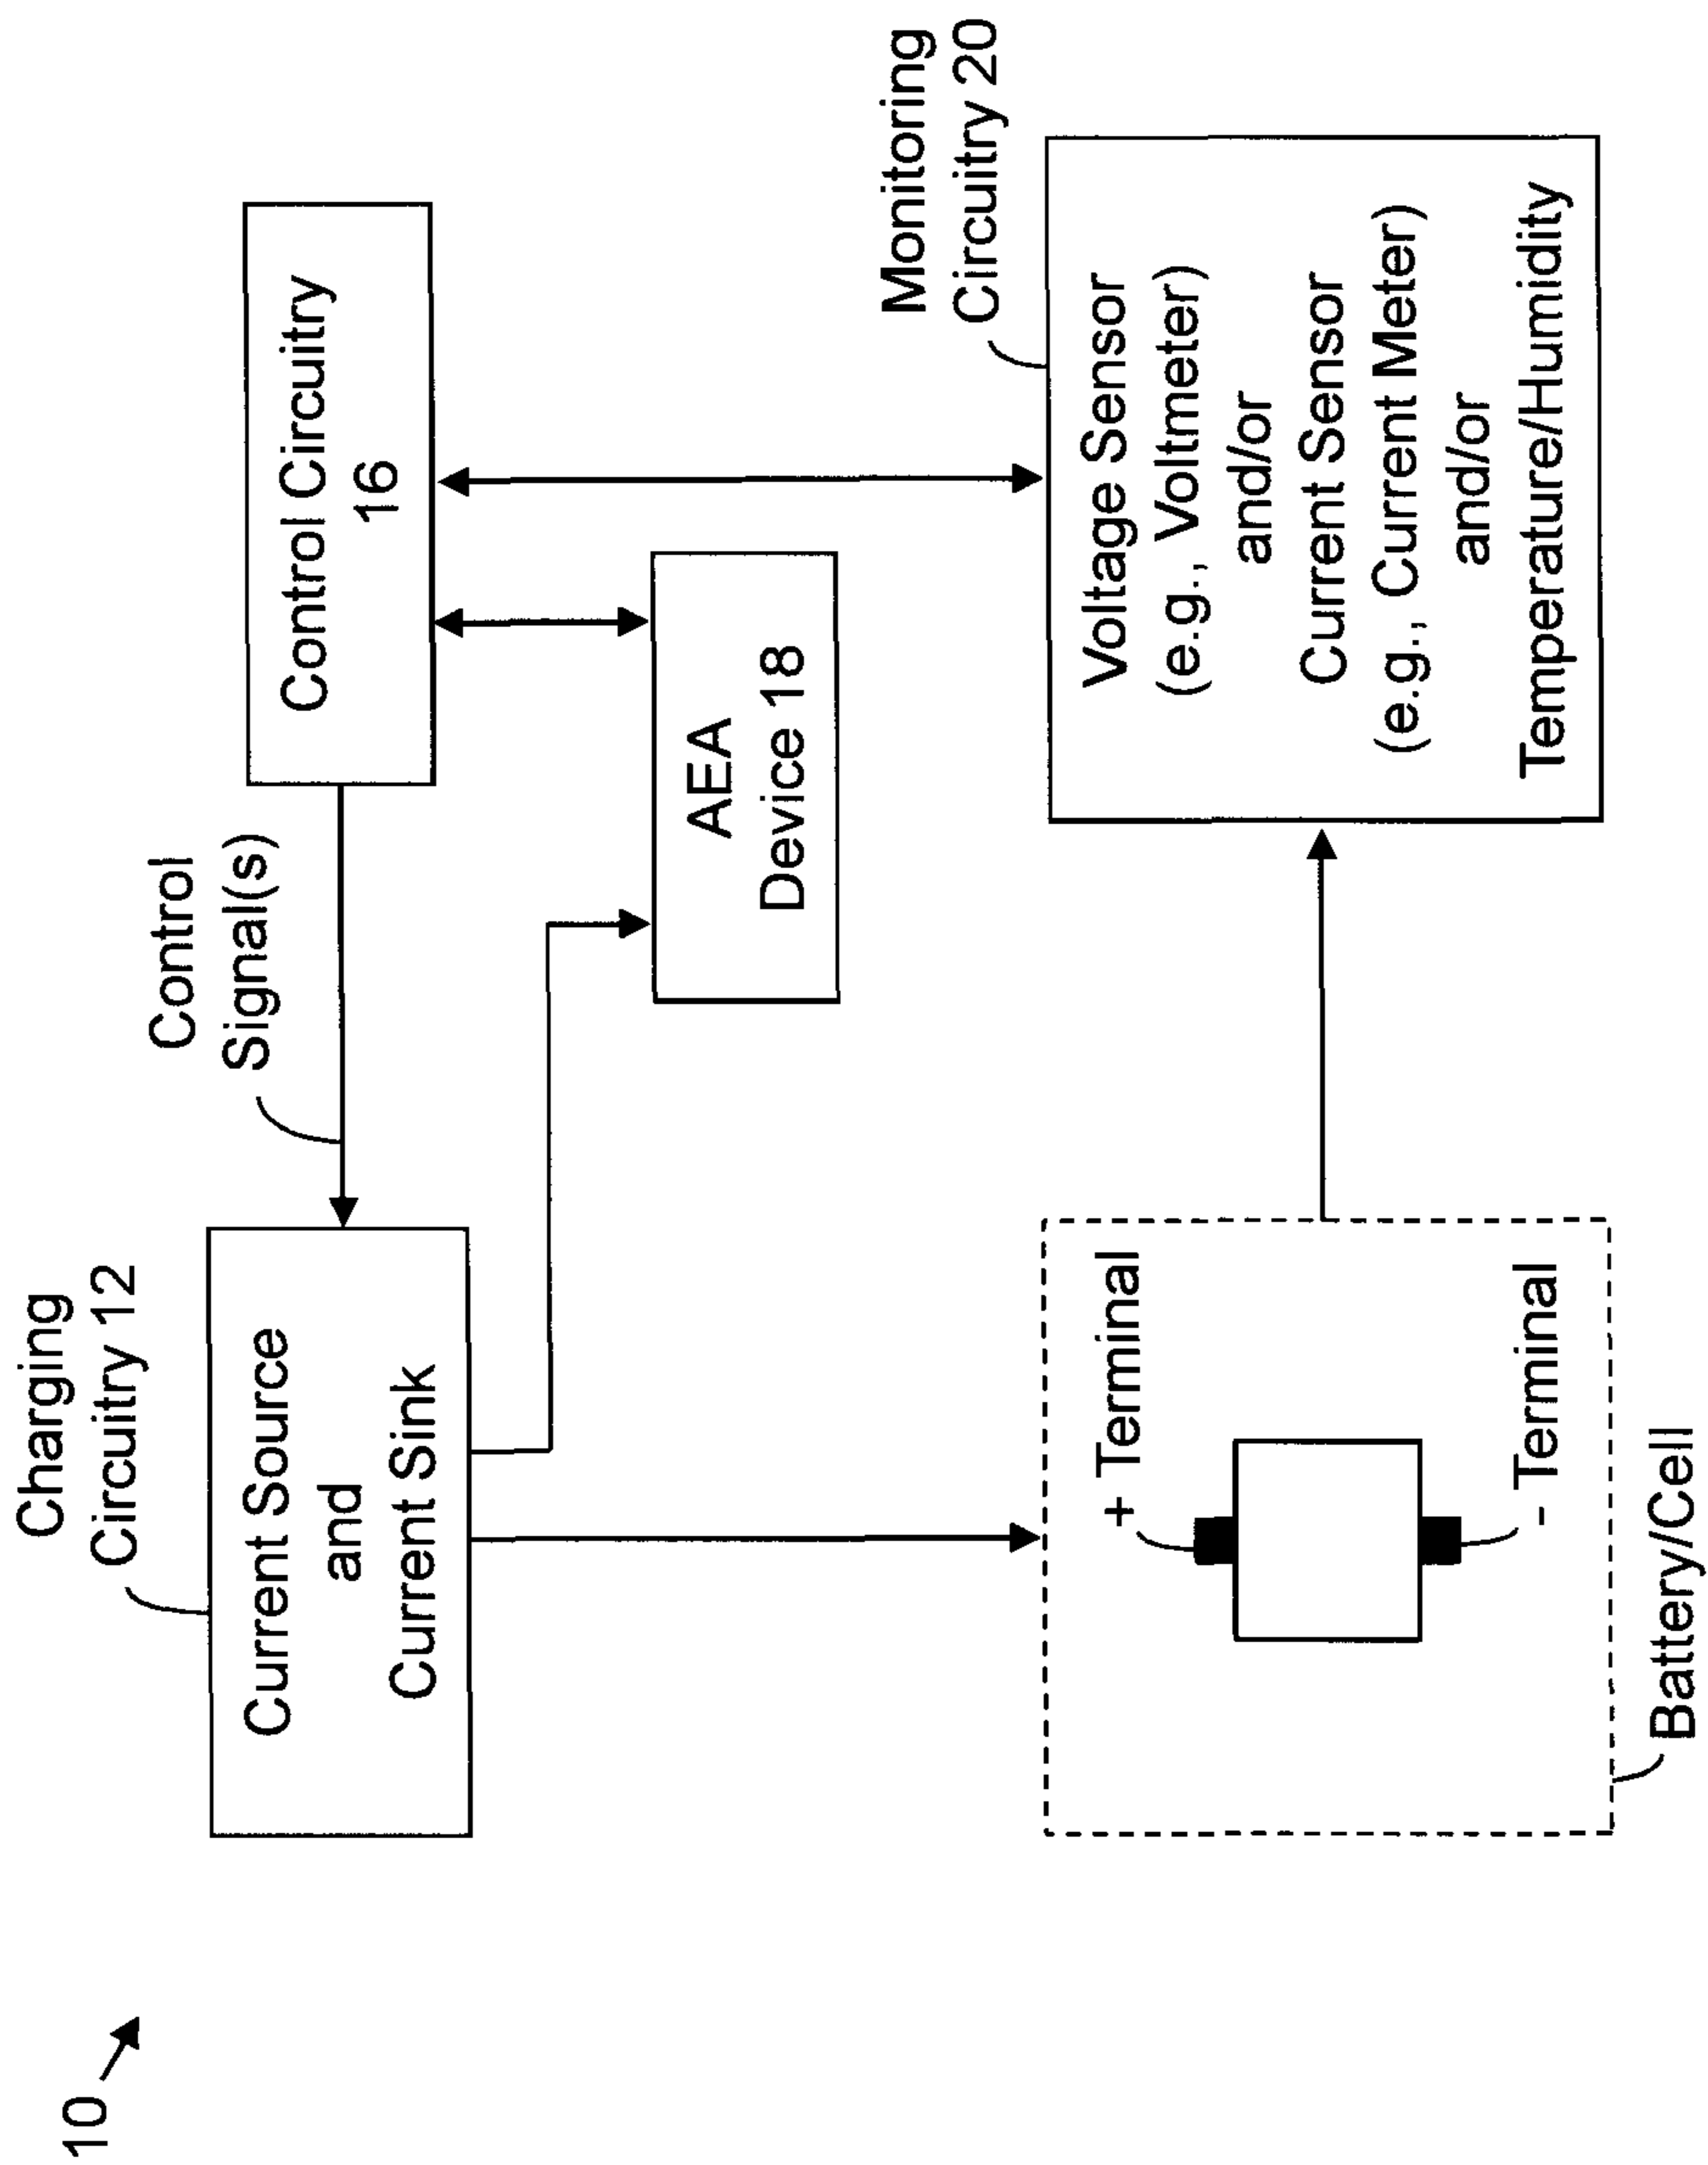 10
Charging
Circuitry 12
Current Source
and
Current Sink
Control
Signal(s)
Control Circuitry
16
AEA
Device 18
Monitoring
Circuitry 20
Voltage Sensor
(e.g., Voltmeter)
and/or
Current Sensor
(e.g., Current Meter)
and/or
Temperature/Humidity
+ Terminal
- Terminal
Battery/Cell